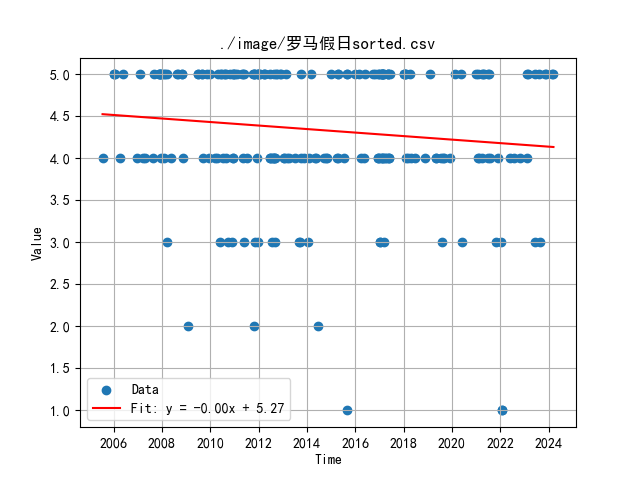 ./image/罗马假日sorted.csv
5.0
4.5
4.0
3.5
3.0
2.5
2.0
1.5
1.0
Value
Data
Fit: y = -0.00x + 5.27
2006 2008 2010 2012 2014 2016 2018 2020 2022 2024
Time